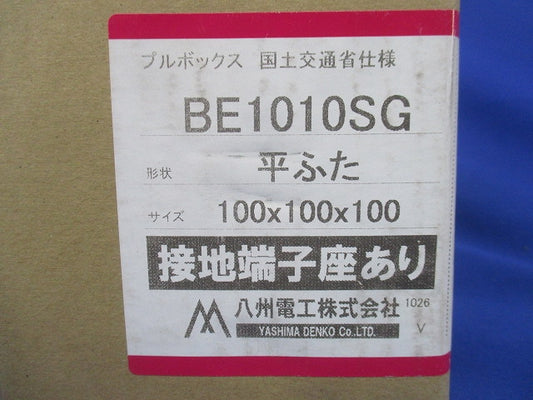 プルボックス 国土交通省仕様
BE1010SG
形状 平ふた
サイズ 100x100x100
接地端子座あり
八州電工株式会社 1026
YASHIMA DENKO Co.,LTD. V